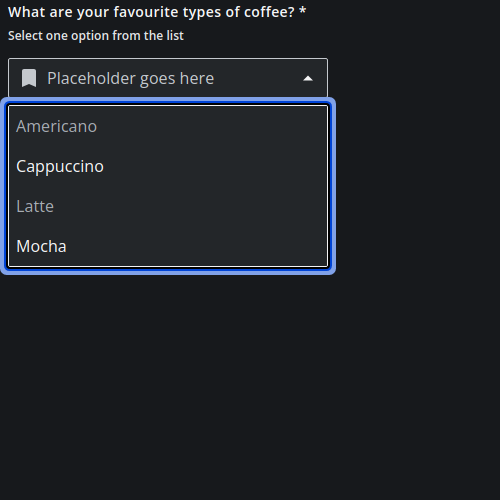 What are your favourite types of coffee? *
Select one option from the list
Placeholder goes here
Americano
Cappuccino
Latte
Mocha